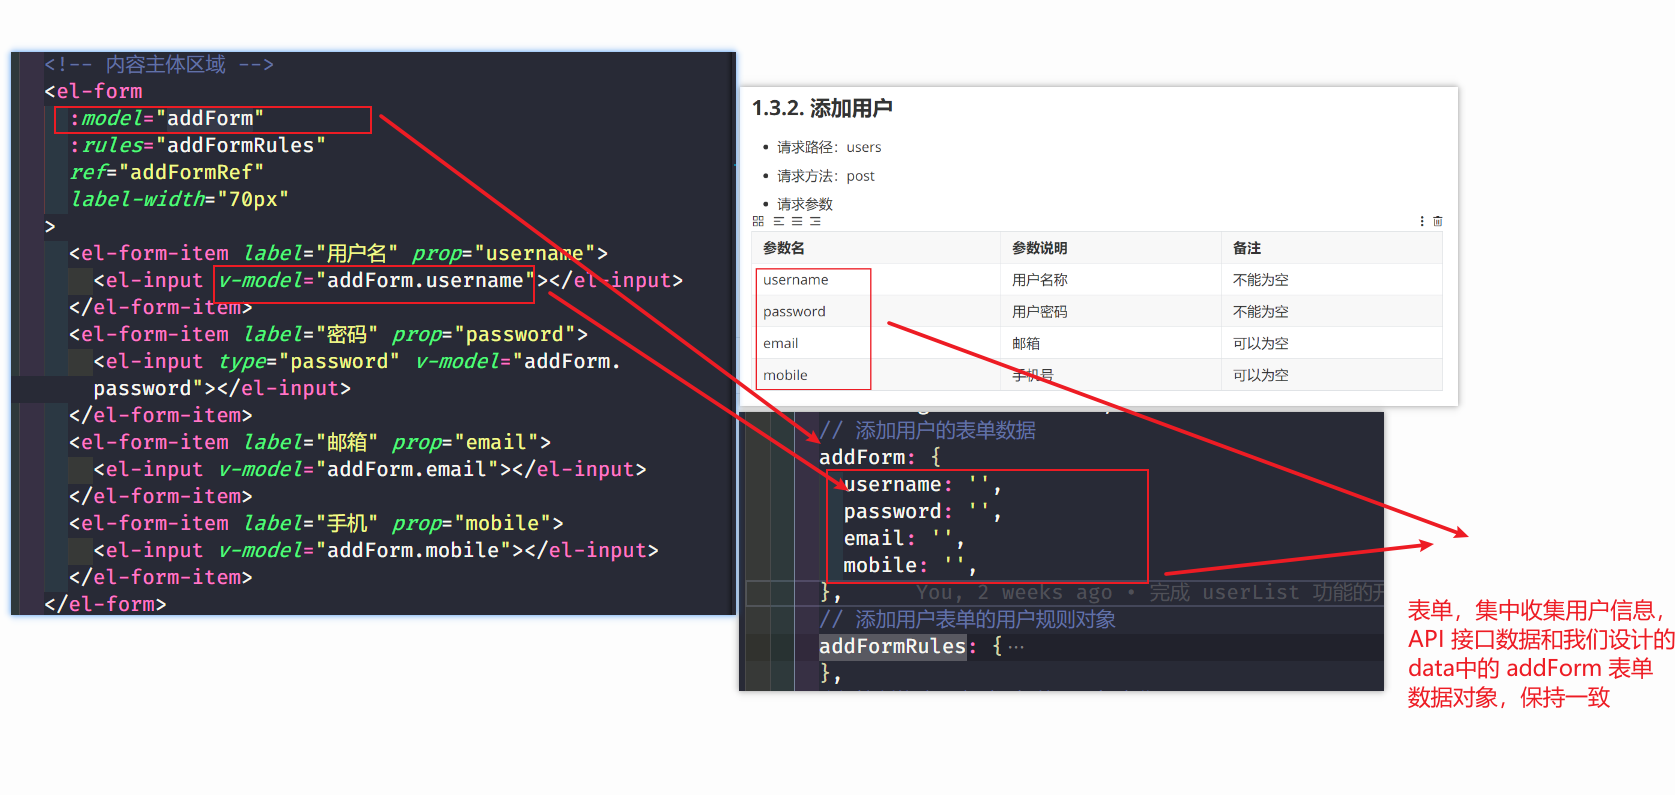 <!-- 内容主体区域 -->
<el-form
:model="addForm"
:rules="addFormRules"
ref="addFormRef"
label-width="70px"
>
<el-form-item label="用户名" prop="username">
<el-input v-model="addForm.username"></el-input>
</el-form-item>
<el-form-item label="密码" prop="password">
<el-input type="password" v-model="addForm.
password"></el-input>
</el-form-item>
<el-form-item label="邮箱" prop="email">
<el-input v-model="addForm.email"></el-input>
</el-form-item>
<el-form-item label="手机" prop="mobile">
<el-input v-model="addForm.mobile"></el-input>
</el-form-item>
</el-form>
1.3.2. 添加用户
• 请求路径：users
• 请求方法：post
• 请求参数
参数名 参数说明 备注
username 用户名称 不能为空
password 用户密码 不能为空
email 邮箱 可以为空
mobile 手机号 可以为空
// 添加用户的表单数据
addForm: {
username: '',
password: '',
email: '',
mobile: '',
}, You, 2 weeks ago • 完成 userList 功能的开
// 添加用户表单的用户规则对象
addFormRules: {···
},
表单，集中收集用户信息，
API 接口数据和我们设计的
data中的 addForm 表单
数据对象，保持一致